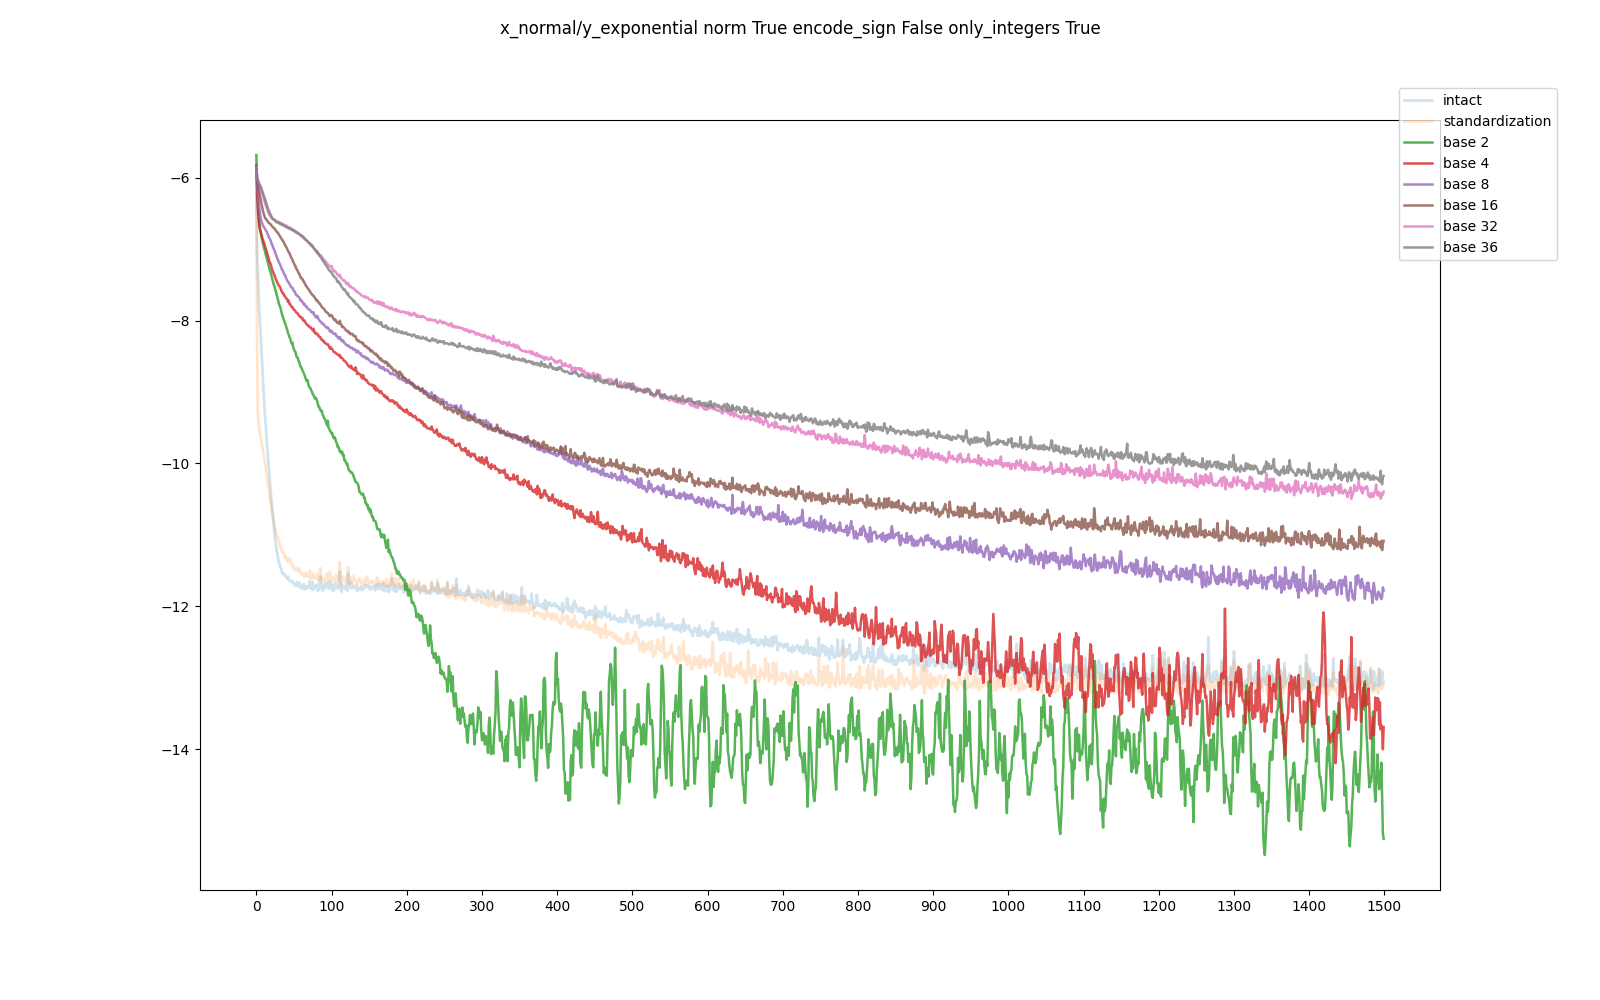 x_normal/y_exponential norm True encode_sign False only_integers True
intact
standardization
base 2
base 4
base 8
base 16
base 32
base 36
−6
−8
−10
−12
−14
0 100 200 300 400 500 600 700 800 900 1000 1100 1200 1300 1400 1500